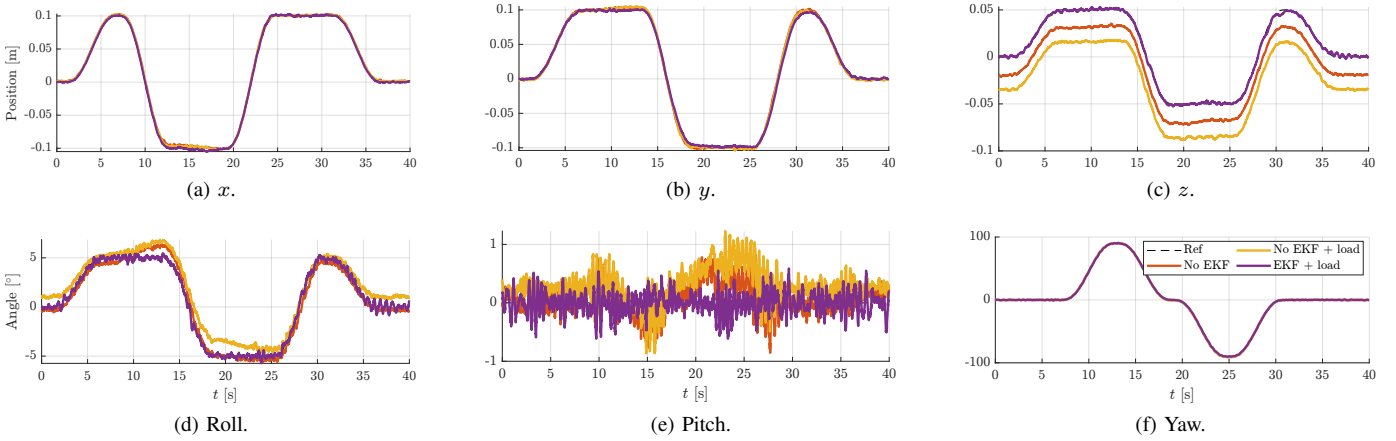 Position [m]
0.1
0.05
0
-0.05
-0.1
0 5 10 15 20 25 30 35 40
(a) x.
0.1
0.05
0
-0.05
-0.1
0 5 10 15 20 25 30 35 40
(b) y.
0.05
0
-0.05
-0.1
0 5 10 15 20 25 30 35 40
(c) z.
Angle [°]
5
0
-5
0 5 10 15 20 25 30 35 40
t [s]
(d) Roll.
1
0
-1
0 5 10 15 20 25 30 35 40
t [s]
(e) Pitch.
100
0
-100
Ref No EKF + load
No EKF EKF + load
0 5 10 15 20 25 30 35 40
t [s]
(f) Yaw.